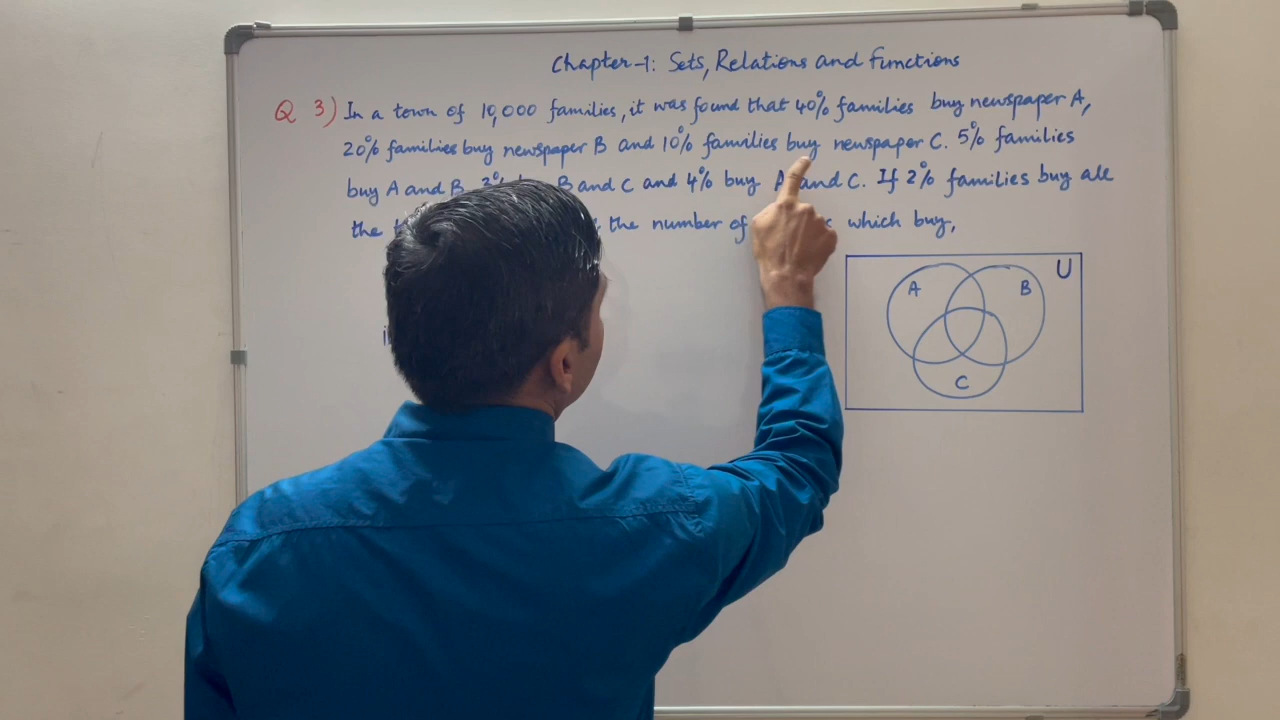 Chapter-1: Sets, Relations and Functions
Q 3) In a town of 10,000 families, it was found that 40% families buy newspaper A,
20% families buy newspaper B and 10% families buy newspaper C. 5% families
buy A and B, 3% B and C and 4% buy A and C. If 2% families buy all
the the number of which buy,
U
A B
C